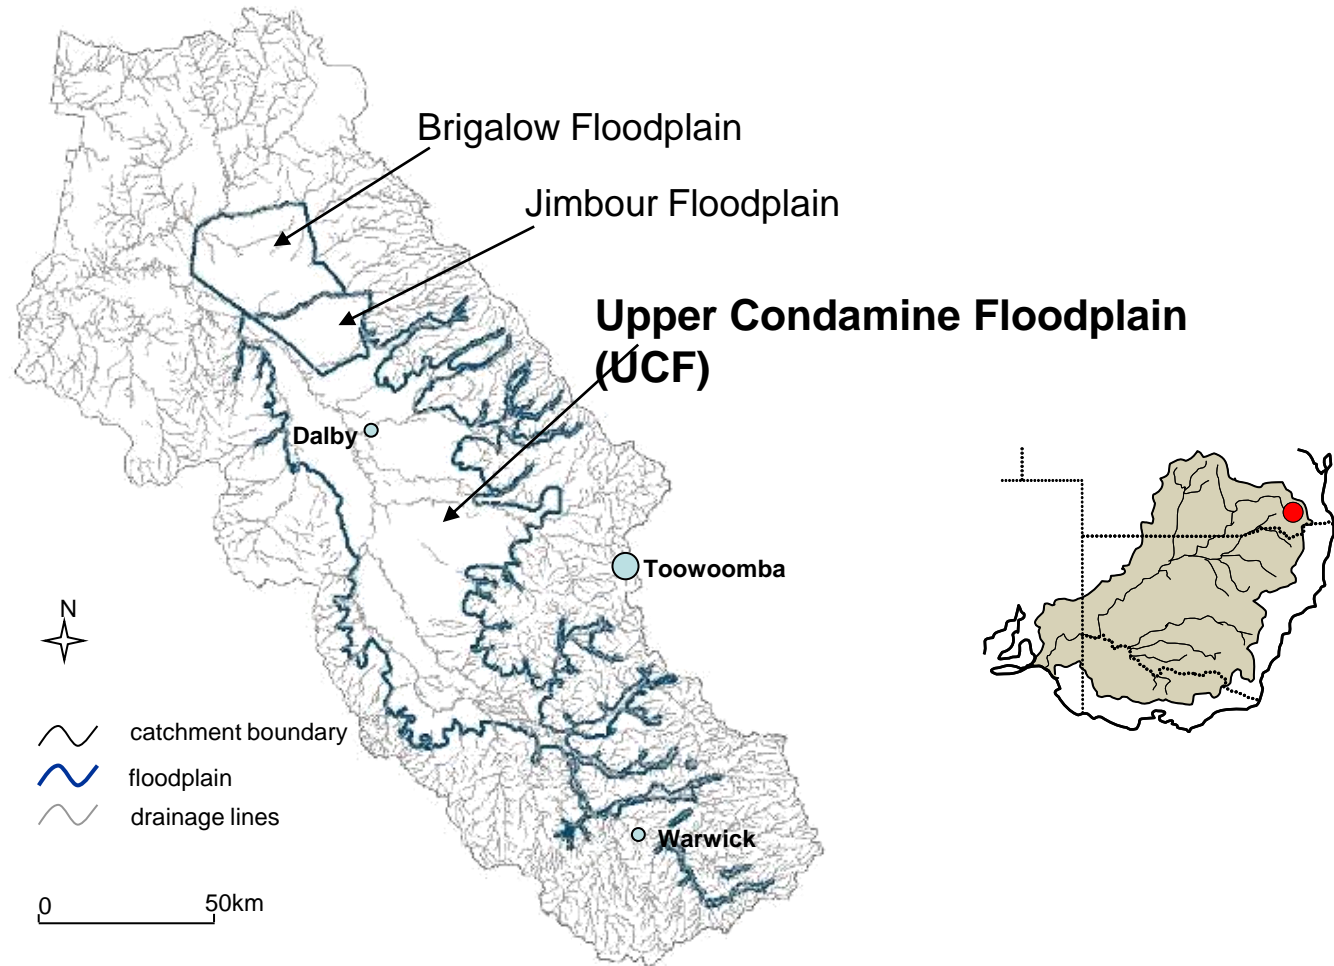 Brigalow Floodplain
Jimbour Floodplain
Upper Condamine Floodplain
(UCF)
Dalby
Toowoomba
N
catchment boundary
floodplain
drainage lines
Warwick
0 50km